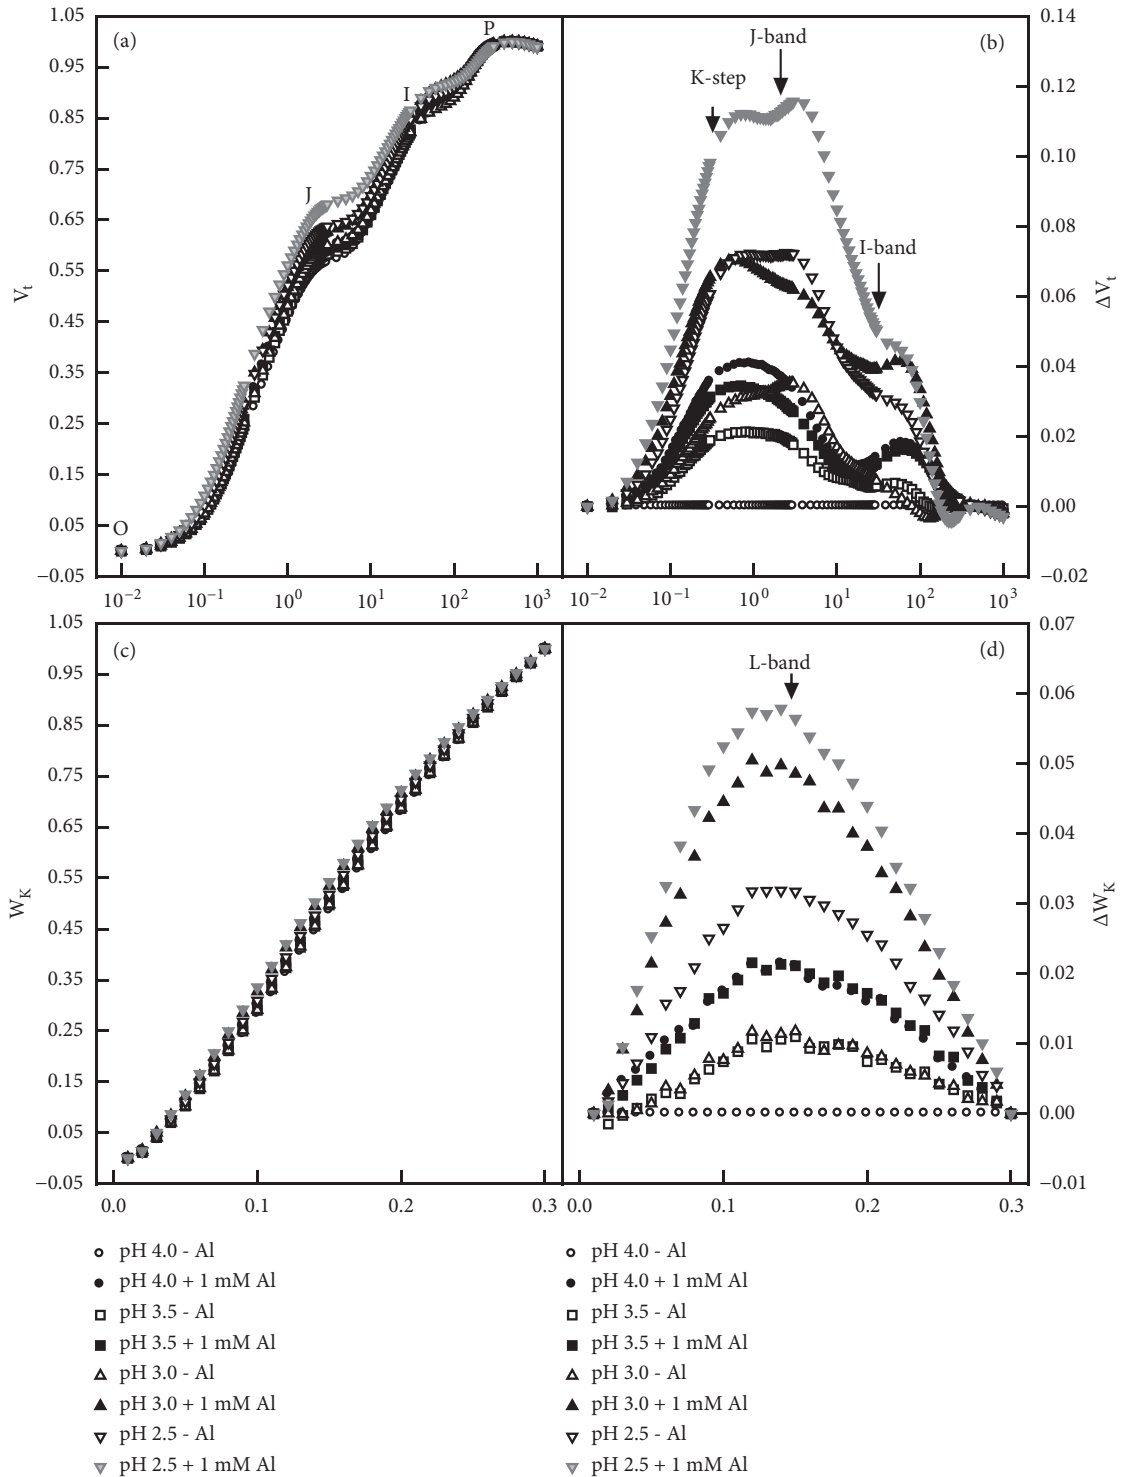 (a)
1.05
0.95
0.85
0.75
0.65
0.55
0.45
0.35
0.25
0.15
0.05
−0.05
V_t
O
J
I
P
10^−2 10^−1 10^0 10^1 10^2 10^3
(b)
K-step
J-band
I-band
0.14
0.12
0.10
0.08
0.06
0.04
0.02
0.00
−0.02
ΔV_t
10^−2 10^−1 10^0 10^1 10^2 10^3
(c)
1.05
0.95
0.85
0.75
0.65
0.55
0.45
0.35
0.25
0.15
0.05
−0.05
W_K
0.0 0.1 0.2 0.3
(d)
L-band
0.07
0.06
0.05
0.04
0.03
0.02
0.01
0.00
−0.01
ΔW_K
0.0 0.1 0.2 0.3
pH 4.0 - Al
pH 4.0 + 1 mM Al
pH 3.5 - Al
pH 3.5 + 1 mM Al
pH 3.0 - Al
pH 3.0 + 1 mM Al
pH 2.5 - Al
pH 2.5 + 1 mM Al
pH 4.0 - Al
pH 4.0 + 1 mM Al
pH 3.5 - Al
pH 3.5 + 1 mM Al
pH 3.0 - Al
pH 3.0 + 1 mM Al
pH 2.5 - Al
pH 2.5 + 1 mM Al